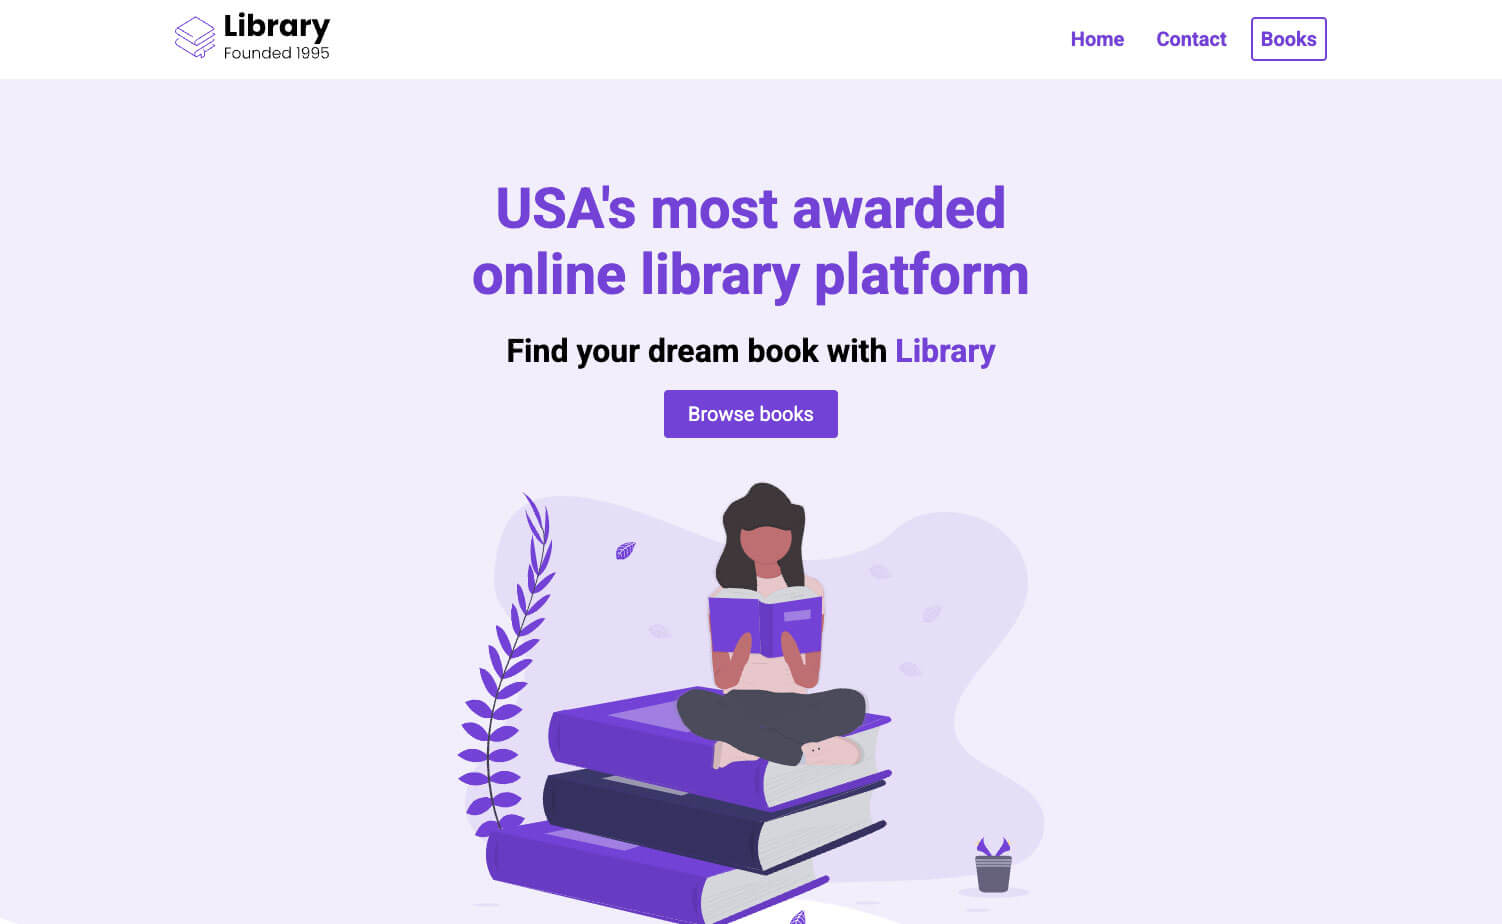 Library
Founded 1995
Home
Contact
Books
USA's most awarded
online library platform
Find your dream book with Library
Browse books